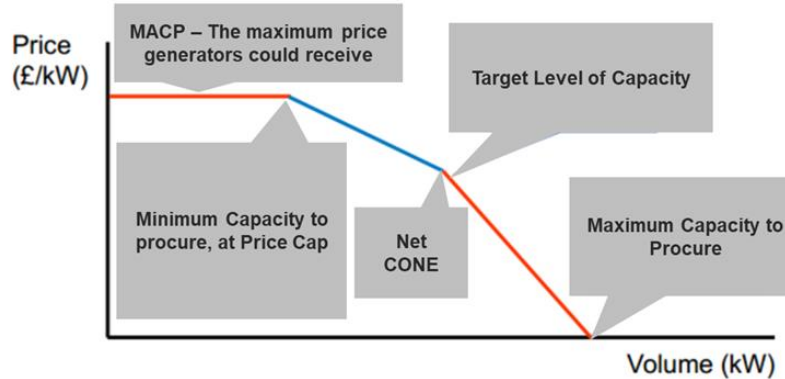 Price
(£/kW)
MACP – The maximum price
generators could receive
Target Level of Capacity
Minimum Capacity to
procure, at Price Cap
Net
CONE
Maximum Capacity to
Procure
Volume (kW)